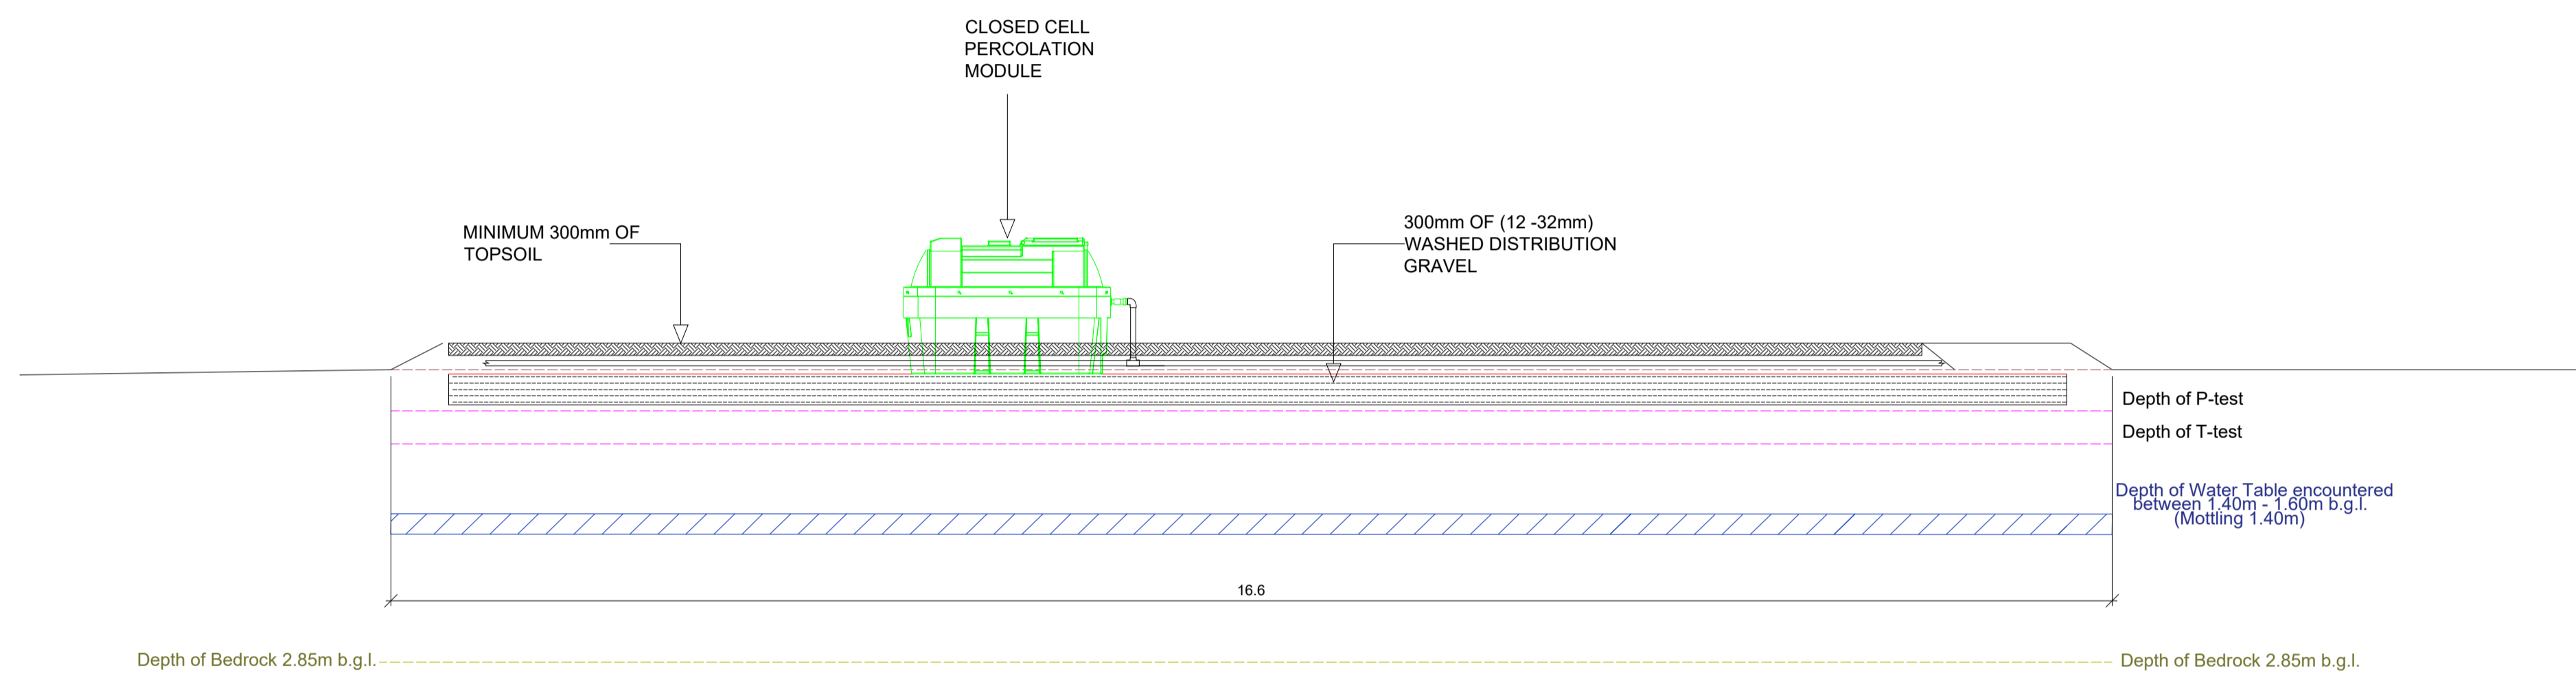 CLOSED CELL
PERCOLATION
MODULE
MINIMUM 300mm OF
TOPSOIL
300mm OF (12 -32mm)
WASHED DISTRIBUTION
GRAVEL
Depth of P-test
Depth of T-test
Depth of Water Table encountered
between 1.40m - 1.60m b.g.l.
(Mottling 1.40m)
16.6
Depth of Bedrock 2.85m b.g.l.
Depth of Bedrock 2.85m b.g.l.